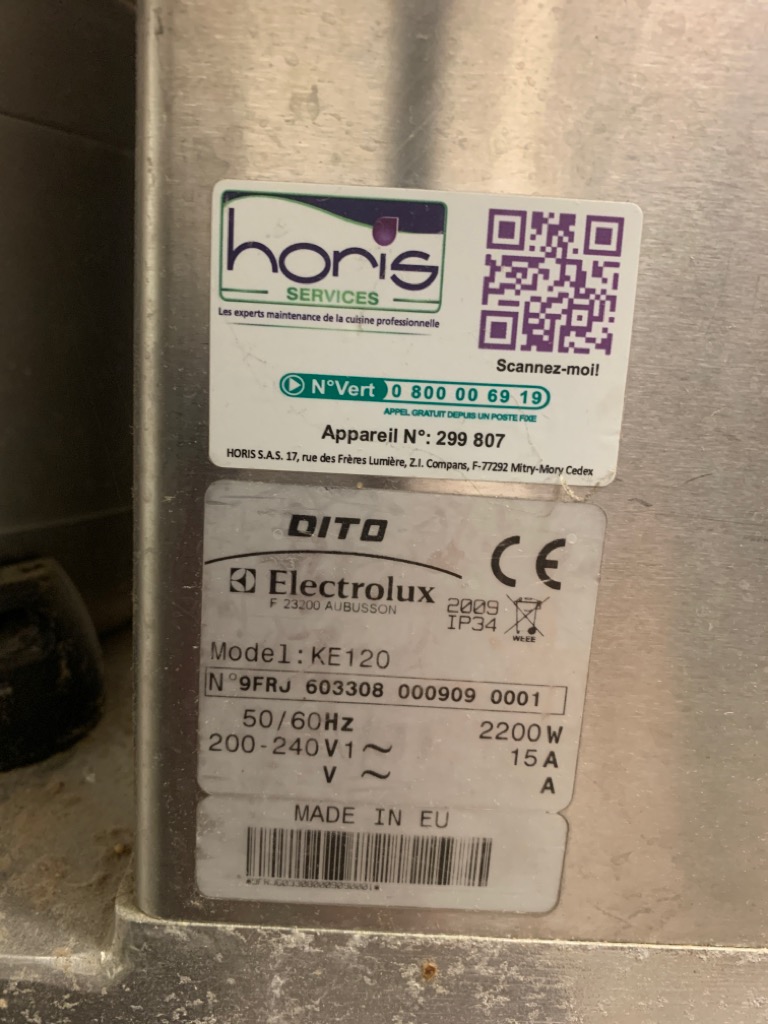 horis
SERVICES
Les experts maintenance de la cuisine professionnelle
Scannez-moi!
N°Vert 0 800 00 69 19
APPEL GRATUIT DEPUIS UN POSTE FIXE
Appareil N°: 299 807
HORIS S.A.S. 17, rue des Frères Lumière, Z.I. Compans, F-77292 Mitry-Mory Cedex
DITO
CE
Electrolux
F 23200 AUBUSSON
2009
IP34
WEEE
Model:KE120
N°9FRJ 603308 000909 0001
50/60Hz 2200W
200-240V1~ 15A
V ~ A
MADE IN EU